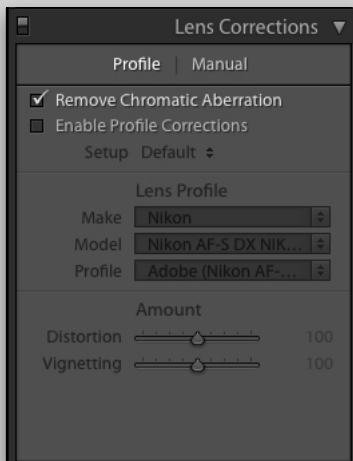 Lens Corrections
Profile | Manual
Remove Chromatic Aberration
Enable Profile Corrections
Setup Default
Lens Profile
Make Nikon
Model Nikon AF-S DX NIK...
Profile Adobe (Nikon AF-...
Amount
Distortion 100
Vignetting 100